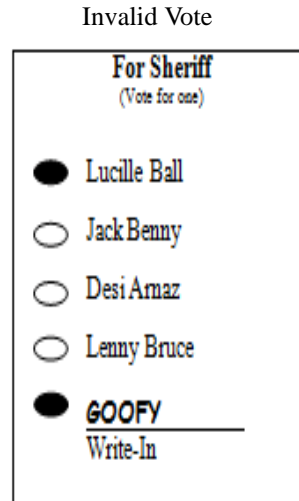 Invalid Vote
For Sheriff
(Vote for one)
Lucille Ball
Jack Benny
Desi Arnaz
Lenny Bruce
GOOFY
Write-In